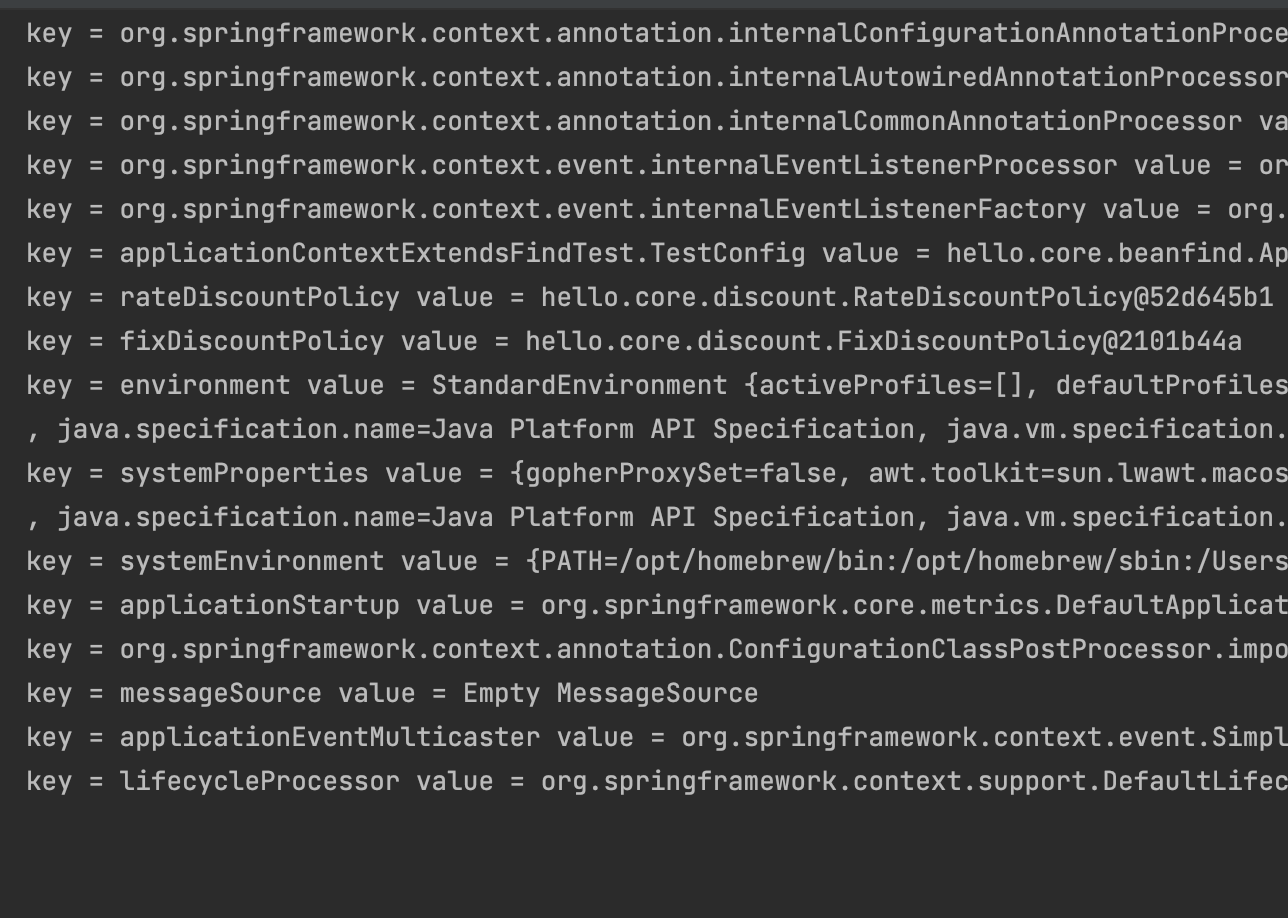 key = org.springframework.context.annotation.internalConfigurationAnnotationProce
key = org.springframework.context.annotation.internalAutowiredAnnotationProcessor
key = org.springframework.context.annotation.internalCommonAnnotationProcessor va
key = org.springframework.context.event.internalEventListenerProcessor value = or
key = org.springframework.context.event.internalEventListenerFactory value = org.
key = applicationContextExtendsFindTest.TestConfig value = hello.core.beanfind.Ap
key = rateDiscountPolicy value = hello.core.discount.RateDiscountPolicy@52d645b1
key = fixDiscountPolicy value = hello.core.discount.FixDiscountPolicy@2101b44a
key = environment value = StandardEnvironment {activeProfiles=[], defaultProfiles
, java.specification.name=Java Platform API Specification, java.vm.specification.
key = systemProperties value = {gopherProxySet=false, awt.toolkit=sun.lwawt.macos
, java.specification.name=Java Platform API Specification, java.vm.specification.
key = systemEnvironment value = {PATH=/opt/homebrew/bin:/opt/homebrew/sbin:/Users
key = applicationStartup value = org.springframework.core.metrics.DefaultApplicat
key = org.springframework.context.annotation.ConfigurationClassPostProcessor.impo
key = messageSource value = Empty MessageSource
key = applicationEventMulticaster value = org.springframework.context.event.Simpl
key = lifecycleProcessor value = org.springframework.context.support.DefaultLifec